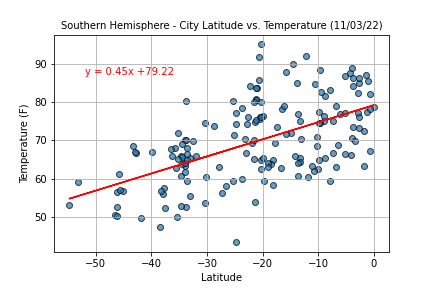 Southern Hemisphere - City Latitude vs. Temperature (11/03/22)
y = 0.45x +79.22
90
80
70
60
50
Temperature (F)
−50
−40
−30
−20
−10
0
Latitude